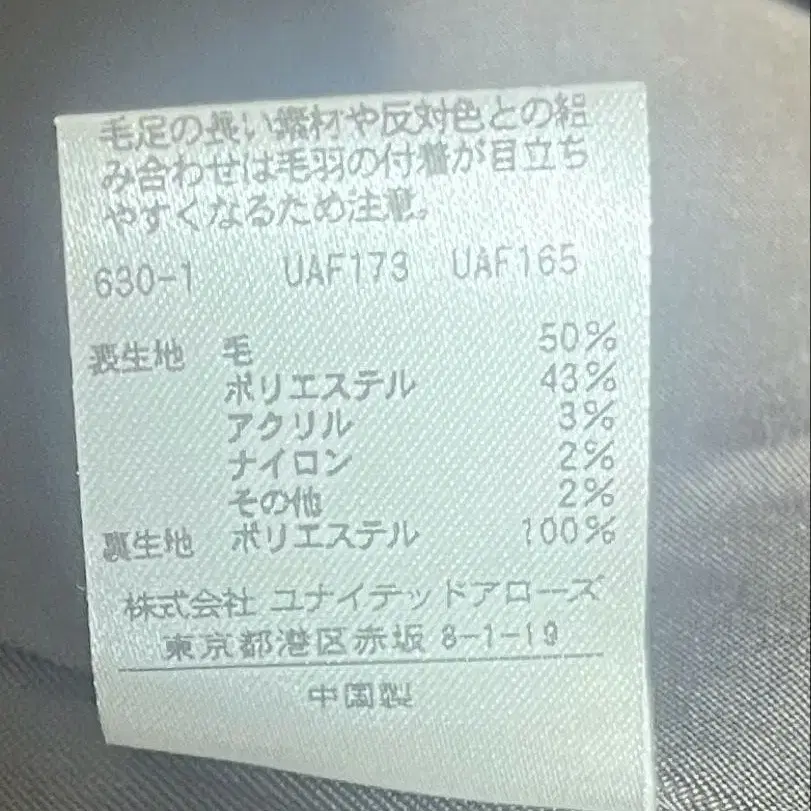 毛足の長い素材や反対色との組
み合わせは毛羽の付着が目立ち
やすくなるため注意。
630-1 UAF173 UAF165
表生地 毛 50%
ポリエステル 43%
アクリル 3%
ナイロン 2%
その他 2%
裏生地 ポリエステル 100%
株式会社 ユナイテッドアローズ
東京都港区赤坂 8-1-19
中国製